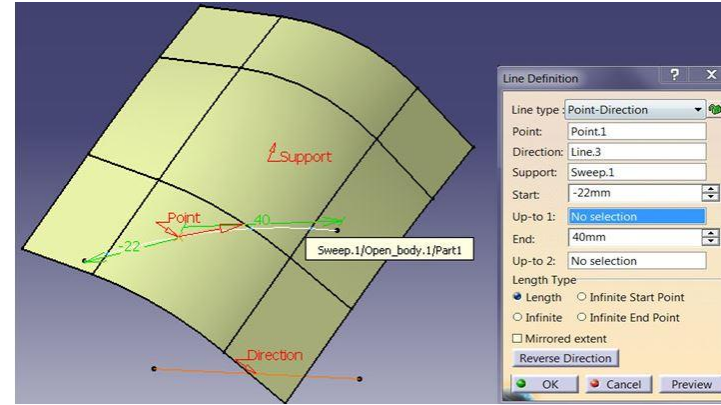 Support
Point
40
-22
Sweep.1/Open_body.1/Part1
Direction
Line Definition
? X
Line type : Point-Direction
Point: Point.1
Direction: Line.3
Support: Sweep.1
Start: -22mm
Up-to 1: No selection
End: 40mm
Up-to 2: No selection
Length Type
Length Infinite Start Point
Infinite Infinite End Point
Mirrored extent
Reverse Direction
OK Cancel Preview